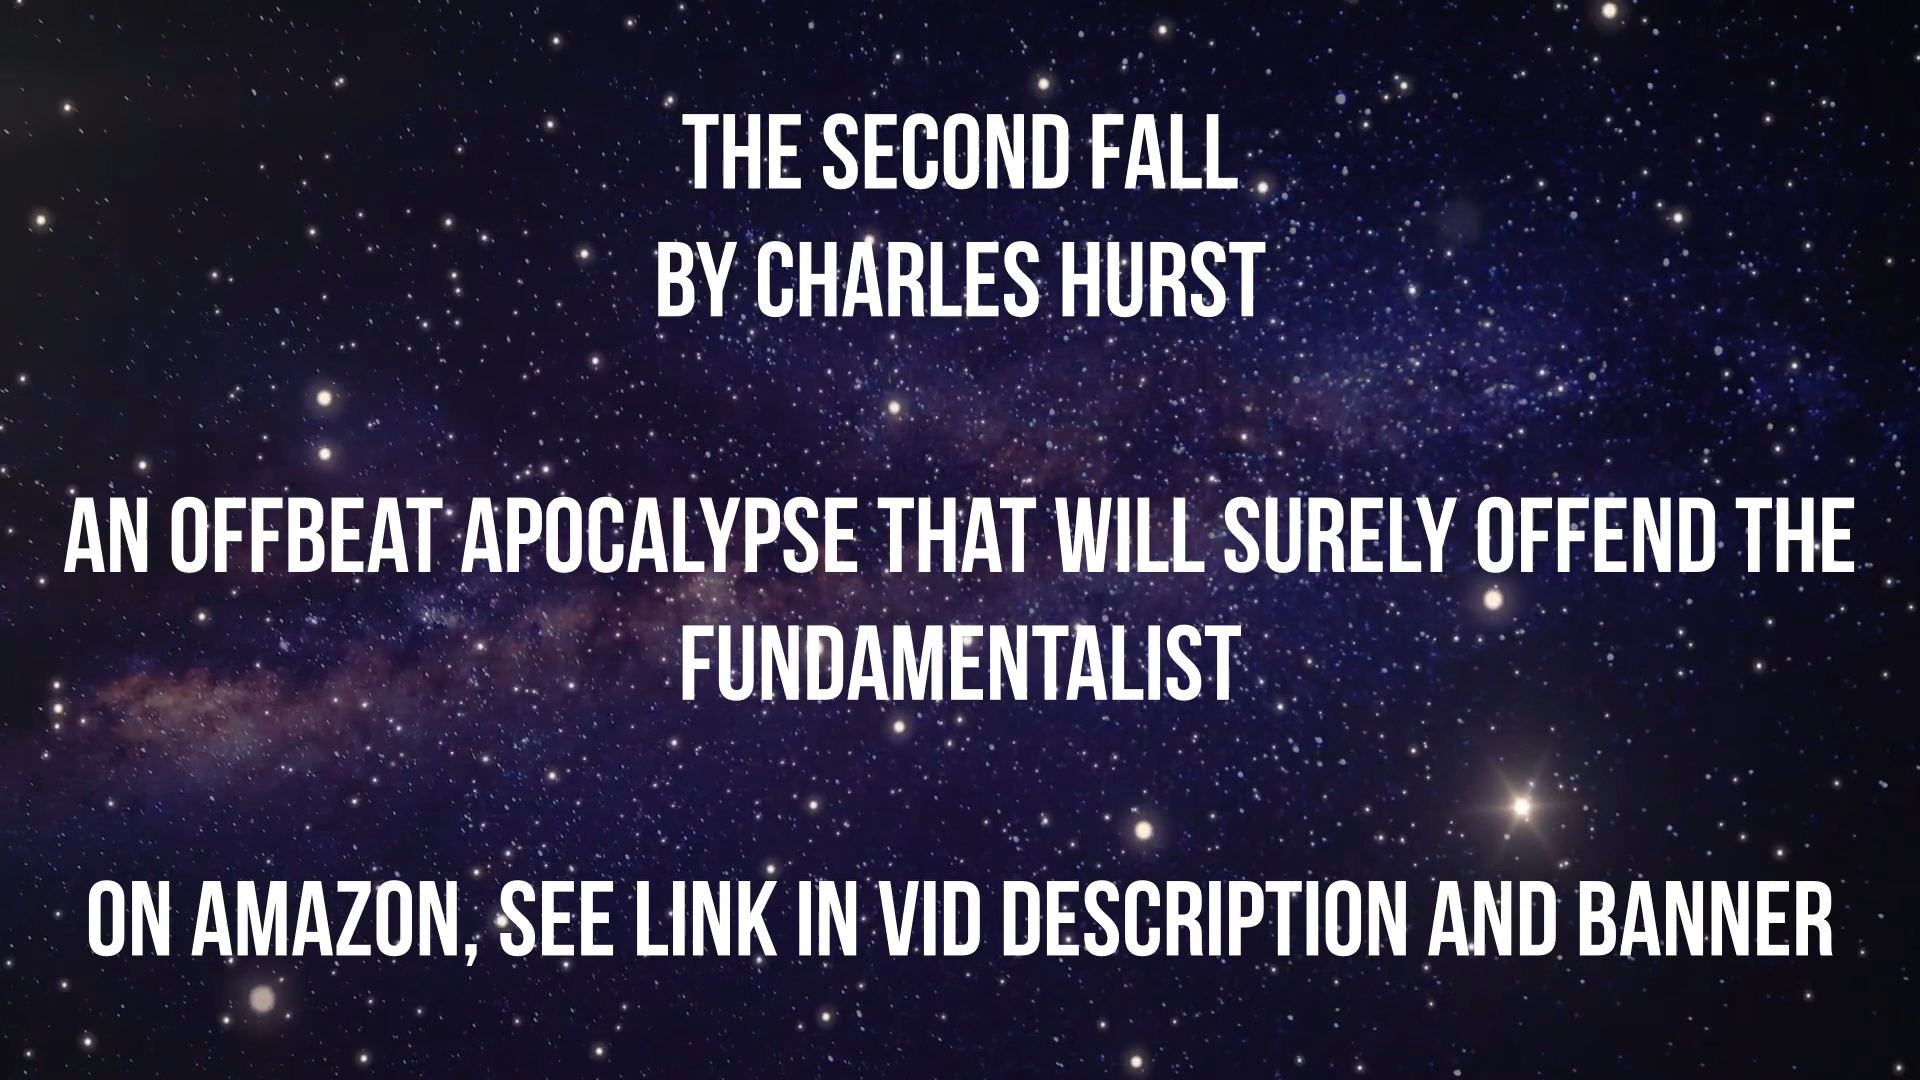 THE SECOND FALL
BY CHARLES HURST
AN OFFBEAT APOCALYPSE THAT WILL SURELY OFFEND THE
FUNDAMENTALIST
ON AMAZON, SEE LINK IN VID DESCRIPTION AND BANNER